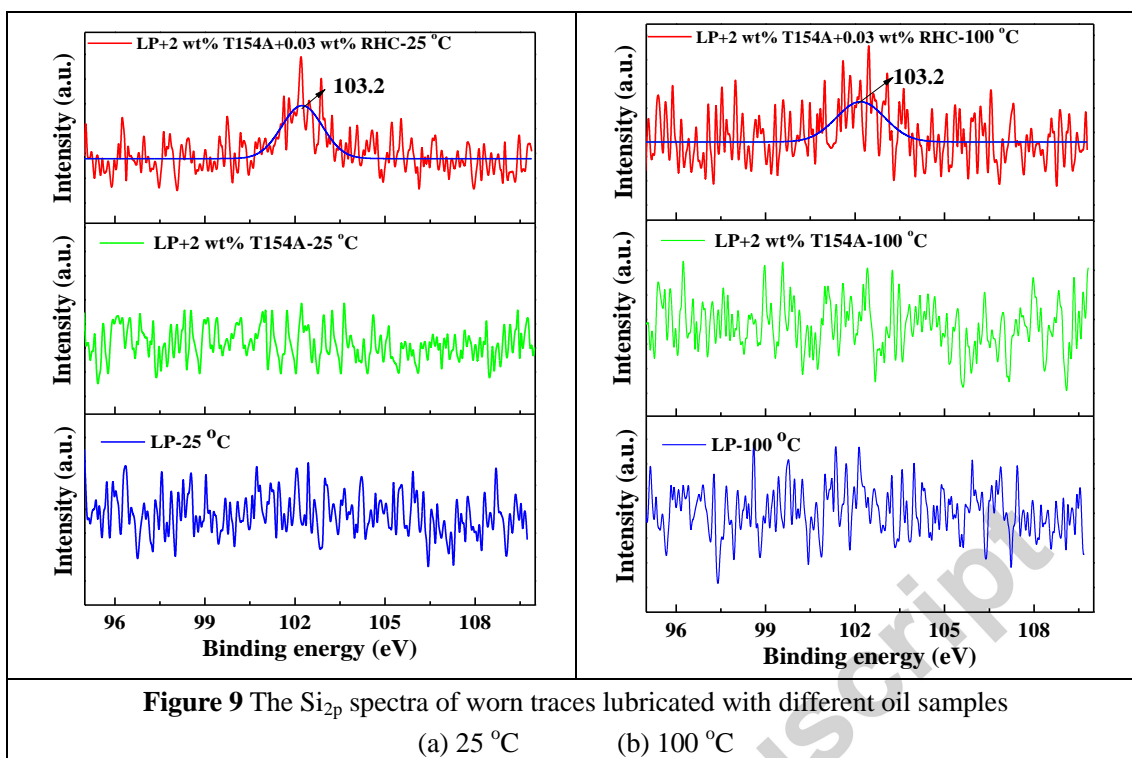 LP+2 wt% T154A+0.03 wt% RHC-25 °C
103.2
Intensity (a.u.)
LP+2 wt% T154A-25 °C
Intensity (a.u.)
LP-25 °C
Intensity (a.u.)
96 99 102 105 108
Binding energy (eV)
LP+2 wt% T154A+0.03 wt% RHC-100 °C
103.2
Intensity (a.u.)
LP+2 wt% T154A-100 °C
Intensity (a.u.)
LP-100 °C
Intensity (a.u.)
96 99 102 105 108
Binding energy (eV)
Figure 9 The Si2p spectra of worn traces lubricated with different oil samples
(a) 25 °C (b) 100 °C